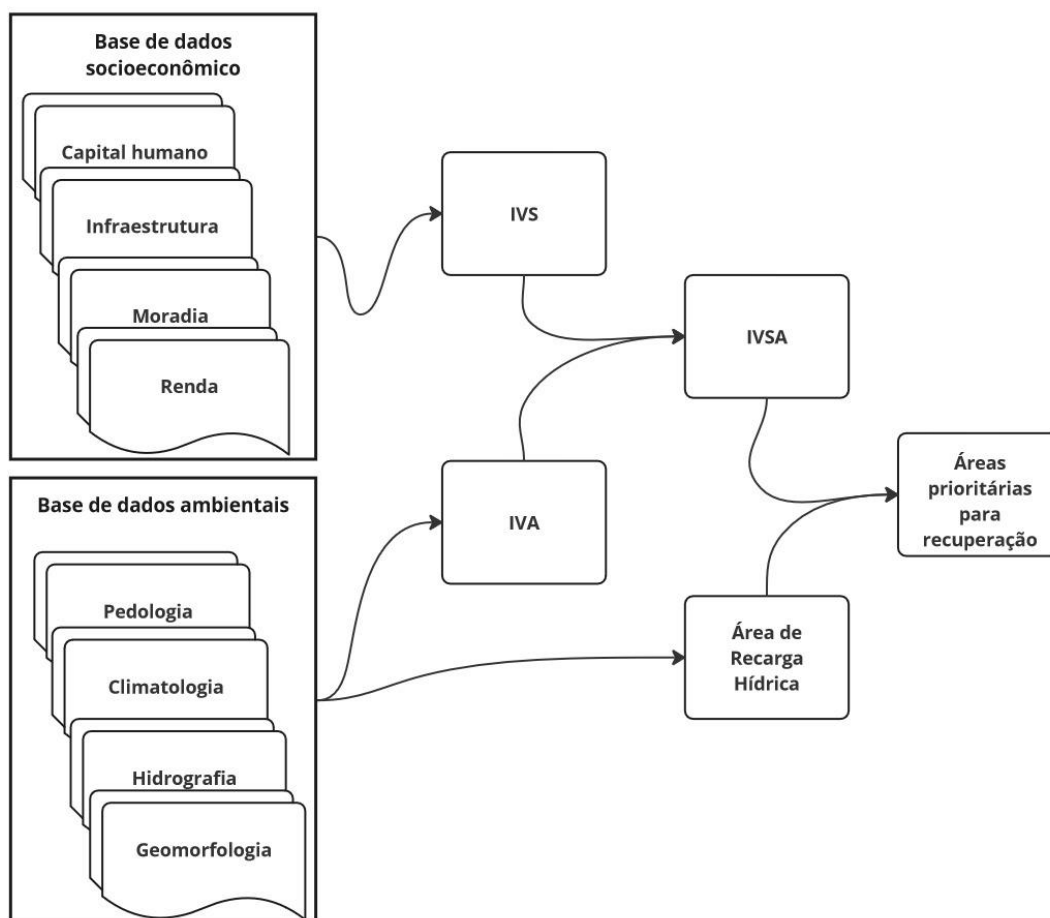 Base de dados
socioeconômico
Capital humano
Infraestrutura
Moradia
Renda
IVS
IVSA
Base de dados ambientais
Pedologia
Climatologia
Hidrografia
Geomorfologia
IVA
Área de
Recarga
Hídrica
Áreas
prioritárias
para
recuperação